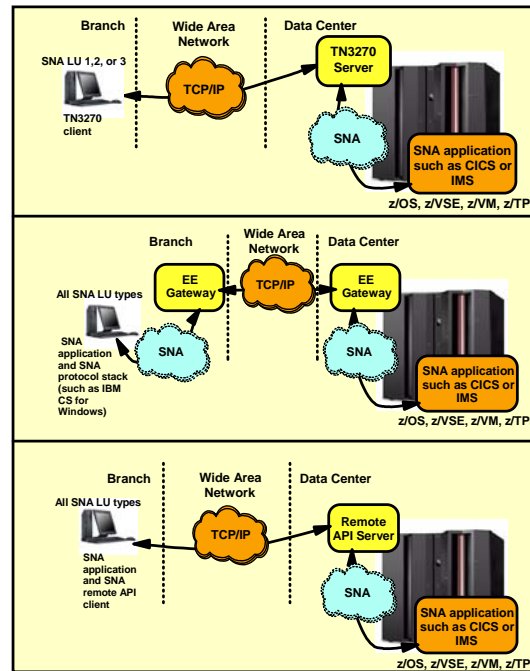 Branch
Wide Area
Network
Data Center
SNA LU 1,2, or 3
TN3270
client
TCP/IP
TN3270
Server
SNA
SNA application
such as CICS or
IMS
z/OS, z/VSE, z/VM, z/TP
Branch
Wide Area
Network
Data Center
All SNA LU types
SNA
application
and SNA
protocol stack
(such as IBM
CS for
Windows)
EE
Gateway
SNA
TCP/IP
EE
Gateway
SNA
SNA application
such as CICS or
IMS
z/OS, z/VSE, z/VM, z/TP
Branch
Wide Area
Network
Data Center
All SNA LU types
SNA
application
and SNA
remote API
client
TCP/IP
Remote
API Server
SNA
SNA application
such as CICS or
IMS
z/OS, z/VSE, z/VM, z/TP